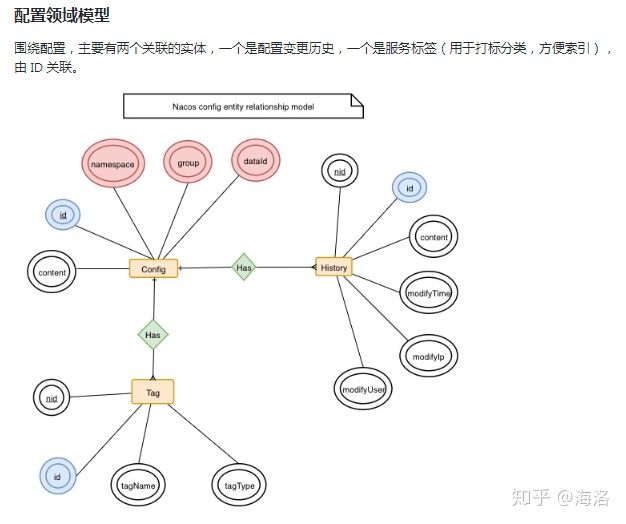 配置领域模型
围绕配置，主要有两个关联的实体，一个是配置变更历史，一个是服务标签（用于打标分类，方便索引），
由 ID 关联。
Nacos config entity relationship model
namespace
group
dataId
nid
id
id
content
content
Config
Has
History
modifyTime
Has
modifyIp
modifyUser
nid
Tag
id
tagName
tagType
知乎 @海洛